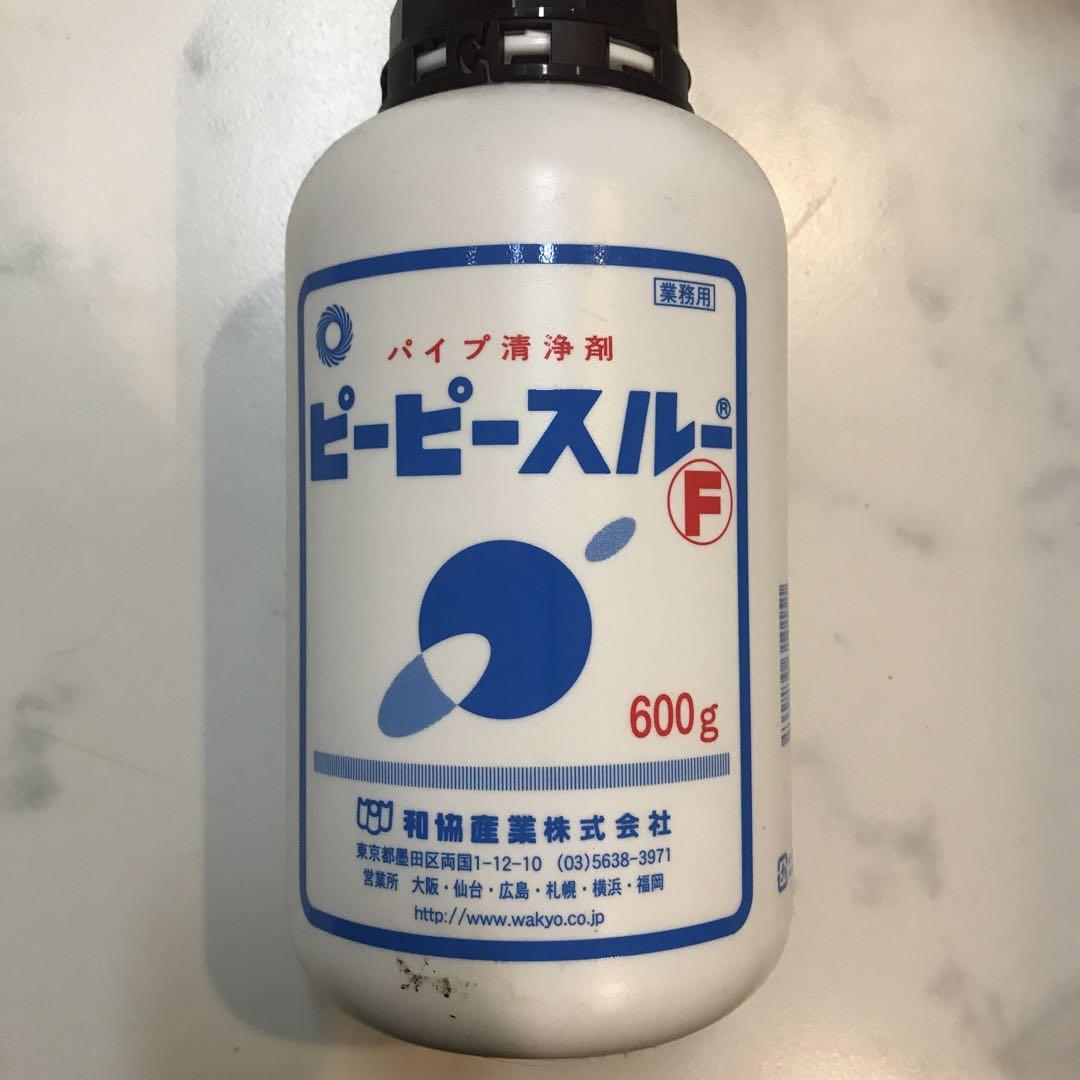 業務用
パイプ清浄剤
ピーピースルー®
F
600g
和協産業株式会社
東京都墨田区両国1-12-10 (03)5638-3971
営業所 大阪・仙台・広島・札幌・横浜・福岡
http://www.wakyo.co.jp